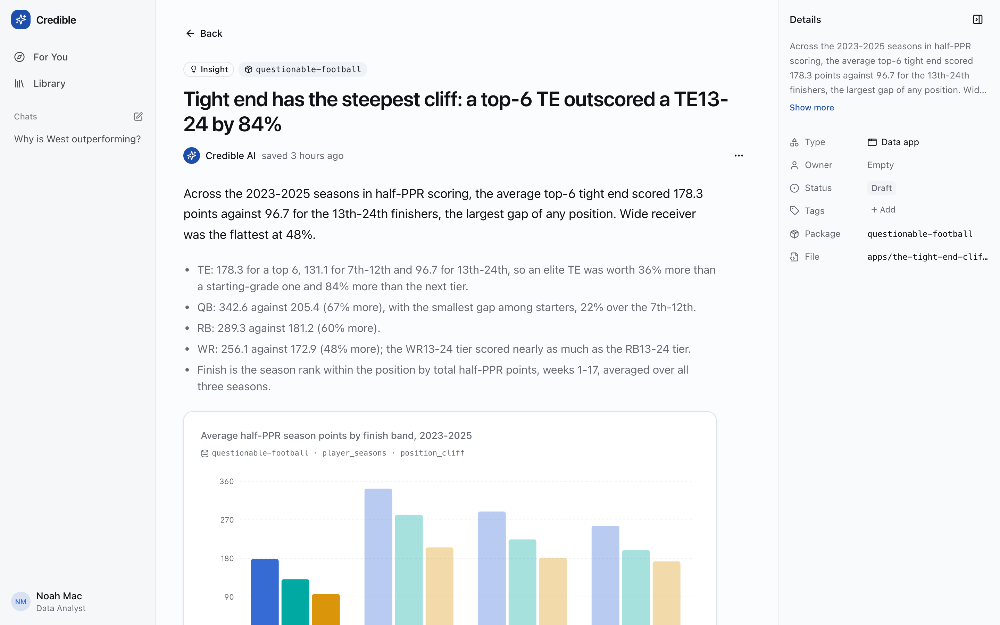 Credible
For You
Library
Chats
Why is West outperforming?
NM
Noah Mac
Data Analyst
Back
Insight
questionable-football
Tight end has the steepest cliff: a top-6 TE outscored a TE13-
24 by 84%
Credible AI saved 3 hours ago
Across the 2023-2025 seasons in half-PPR scoring, the average top-6 tight end scored 178.3
points against 96.7 for the 13th-24th finishers, the largest gap of any position. Wide receiver
was the flattest at 48%.
• TE: 178.3 for a top 6, 131.1 for 7th-12th and 96.7 for 13th-24th, so an elite TE was worth 36% more than
a starting-grade one and 84% more than the next tier.
• QB: 342.6 against 205.4 (67% more), with the smallest gap among starters, 22% over the 7th-12th.
• RB: 289.3 against 181.2 (60% more).
• WR: 256.1 against 172.9 (48% more); the WR13-24 tier scored nearly as much as the RB13-24 tier.
• Finish is the season rank within the position by total half-PPR points, weeks 1-17, averaged over all
three seasons.
Average half-PPR season points by finish band, 2023-2025
questionable-football · player_seasons · position_cliff
360
270
180
90
Details
Across the 2023-2025 seasons in half-PPR
scoring, the average top-6 tight end scored
178.3 points against 96.7 for the 13th-24th
finishers, the largest gap of any position. Wid...
Show more
Type Data app
Owner Empty
Status Draft
Tags + Add
Package questionable-football
File apps/the-tight-end-clif…